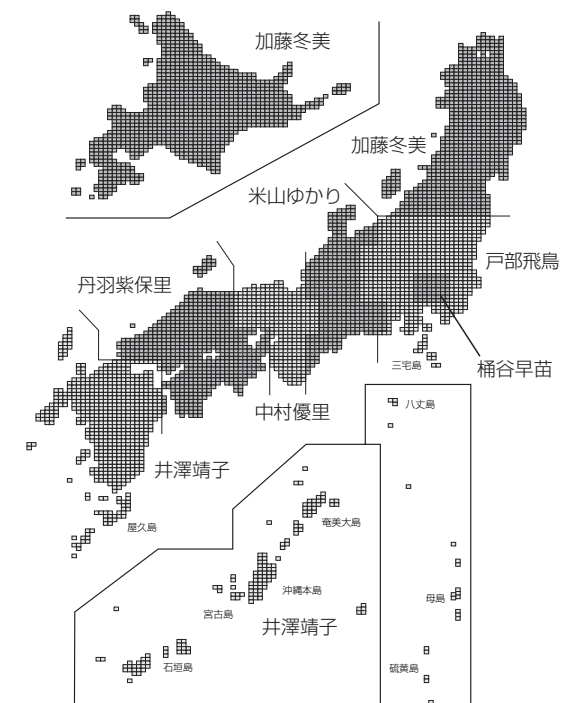 加藤冬美
加藤冬美
米山ゆかり
戸部飛鳥
丹羽紫保里
三宅島
桶谷早苗
八丈島
中村優里
井澤靖子
奄美大島
屋久島
沖縄本島
母島
宮古島
井澤靖子
石垣島
硫黄島